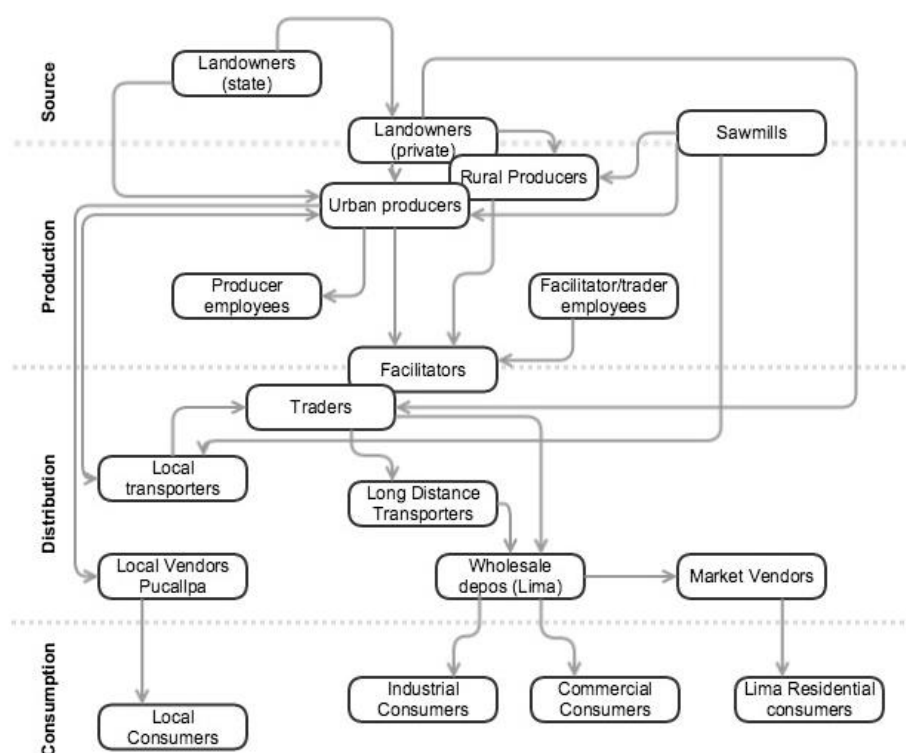 Source
Landowners
(state)
Landowners
(private)
Sawmills
Production
Rural Producers
Urban producers
Producer
employees
Facilitator/trader
employees
Facilitators
Distribution
Traders
Local
transporters
Long Distance
Transporters
Local Vendors
Pucallpa
Wholesale
depos (Lima)
Market Vendors
Consumption
Industrial
Consumers
Commercial
Consumers
Lima Residential
consumers
Local
Consumers